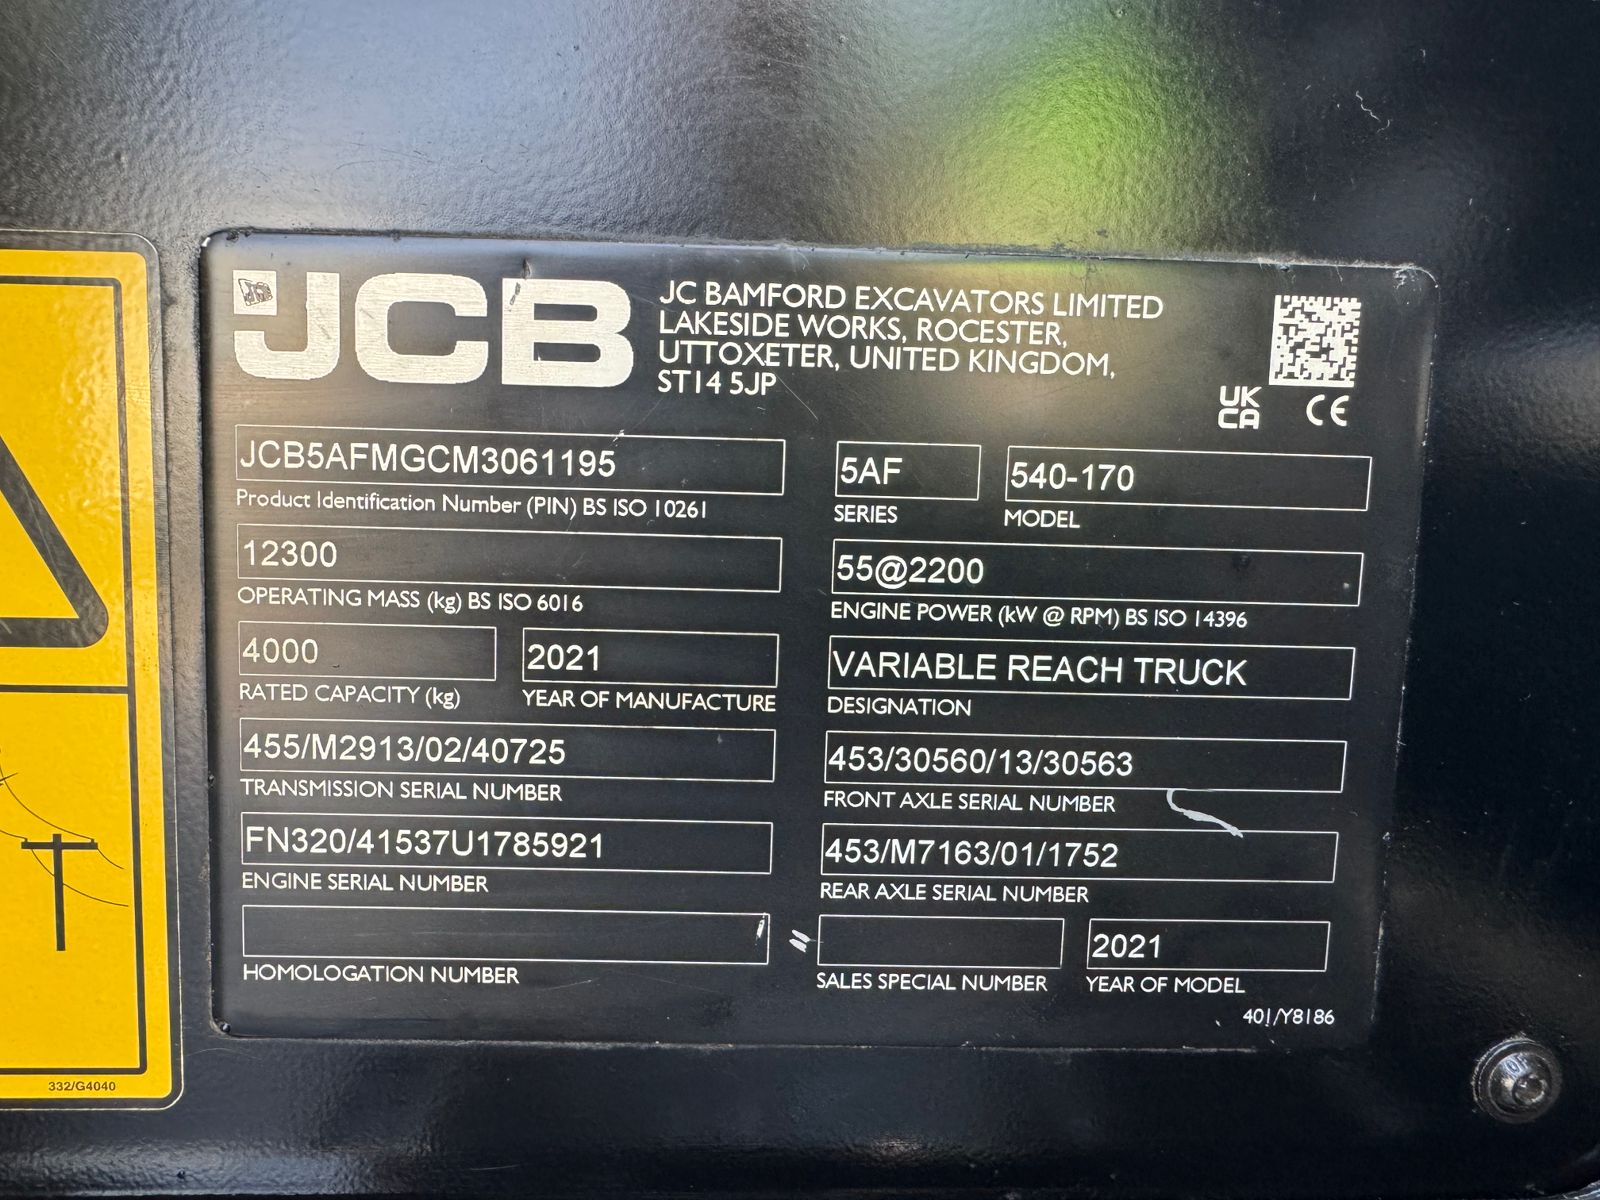 JCB
JC BAMFORD EXCAVATORS LIMITED
LAKESIDE WORKS, ROCESTER,
UTTOXETER, UNITED KINGDOM,
ST14 5JP
UK
CA
CE
JCB5AFMGCM3061195
Product Identification Number (PIN) BS ISO 10261
5AF
SERIES
540-170
MODEL
12300
OPERATING MASS (kg) BS ISO 6016
55@2200
ENGINE POWER (kW @ RPM) BS ISO 14396
4000
RATED CAPACITY (kg)
2021
YEAR OF MANUFACTURE
VARIABLE REACH TRUCK
DESIGNATION
455/M2913/02/40725
TRANSMISSION SERIAL NUMBER
453/30560/13/30563
FRONT AXLE SERIAL NUMBER
FN320/41537U1785921
ENGINE SERIAL NUMBER
453/M7163/01/1752
REAR AXLE SERIAL NUMBER
HOMOLOGATION NUMBER
SALES SPECIAL NUMBER
2021
YEAR OF MODEL
401/Y8186
332/G4040